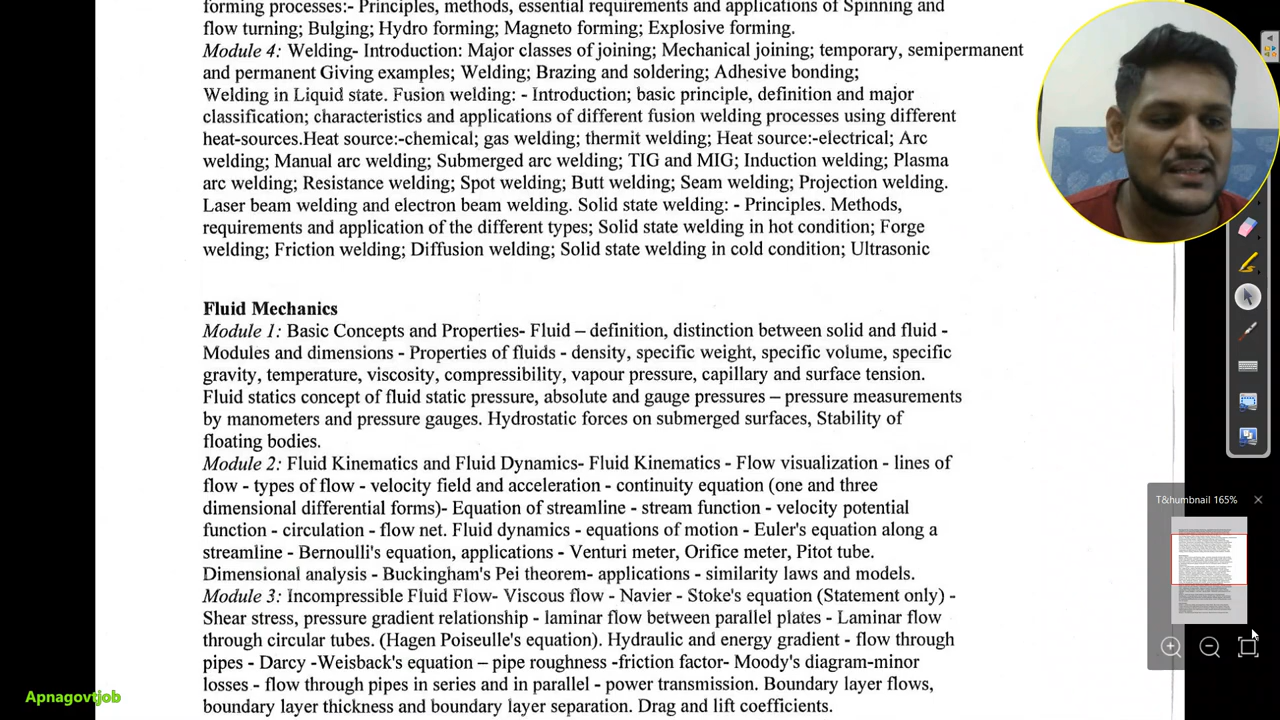 forming processes:- Principles, methods, essential requirements and applications of Spinning and
flow turning; Bulging; Hydro forming; Magneto forming; Explosive forming.
Module 4: Welding- Introduction: Major classes of joining; Mechanical joining; temporary, semipermanent
and permanent Giving examples; Welding; Brazing and soldering; Adhesive bonding;
Welding in Liquid state. Fusion welding: - Introduction; basic principle, definition and major
classification; characteristics and applications of different fusion welding processes using different
heat-sources.Heat source:-chemical; gas welding; thermit welding; Heat source:-electrical; Arc
welding; Manual arc welding; Submerged arc welding; TIG and MIG; Induction welding; Plasma
arc welding; Resistance welding; Spot welding; Butt welding; Seam welding; Projection welding.
Laser beam welding and electron beam welding. Solid state welding: - Principles. Methods,
requirements and application of the different types; Solid state welding in hot condition; Forge
welding; Friction welding; Diffusion welding; Solid state welding in cold condition; Ultrasonic
Fluid Mechanics
Module 1: Basic Concepts and Properties- Fluid – definition, distinction between solid and fluid -
Modules and dimensions - Properties of fluids - density, specific weight, specific volume, specific
gravity, temperature, viscosity, compressibility, vapour pressure, capillary and surface tension.
Fluid statics concept of fluid static pressure, absolute and gauge pressures – pressure measurements
by manometers and pressure gauges. Hydrostatic forces on submerged surfaces, Stability of
floating bodies.
Module 2: Fluid Kinematics and Fluid Dynamics- Fluid Kinematics - Flow visualization - lines of
flow - types of flow - velocity field and acceleration - continuity equation (one and three
dimensional differential forms)- Equation of streamline - stream function - velocity potential
function - circulation - flow net. Fluid dynamics - equations of motion - Euler's equation along a
streamline - Bernoulli's equation, applications - Venturi meter, Orifice meter, Pitot tube.
Dimensional analysis - Buckingham's Pei theorem- applications - similarity laws and models.
Module 3: Incompressible Fluid Flow- Viscous flow - Navier - Stoke's equation (Statement only) -
Shear stress, pressure gradient relationship - laminar flow between parallel plates - Laminar flow
through circular tubes. (Hagen Poiseulle's equation). Hydraulic and energy gradient - flow through
pipes - Darcy -Weisback's equation – pipe roughness -friction factor- Moody's diagram-minor
losses - flow through pipes in series and in parallel - power transmission. Boundary layer flows,
boundary layer thickness and boundary layer separation. Drag and lift coefficients.
T&humbnail 165%
Apnagovtjob